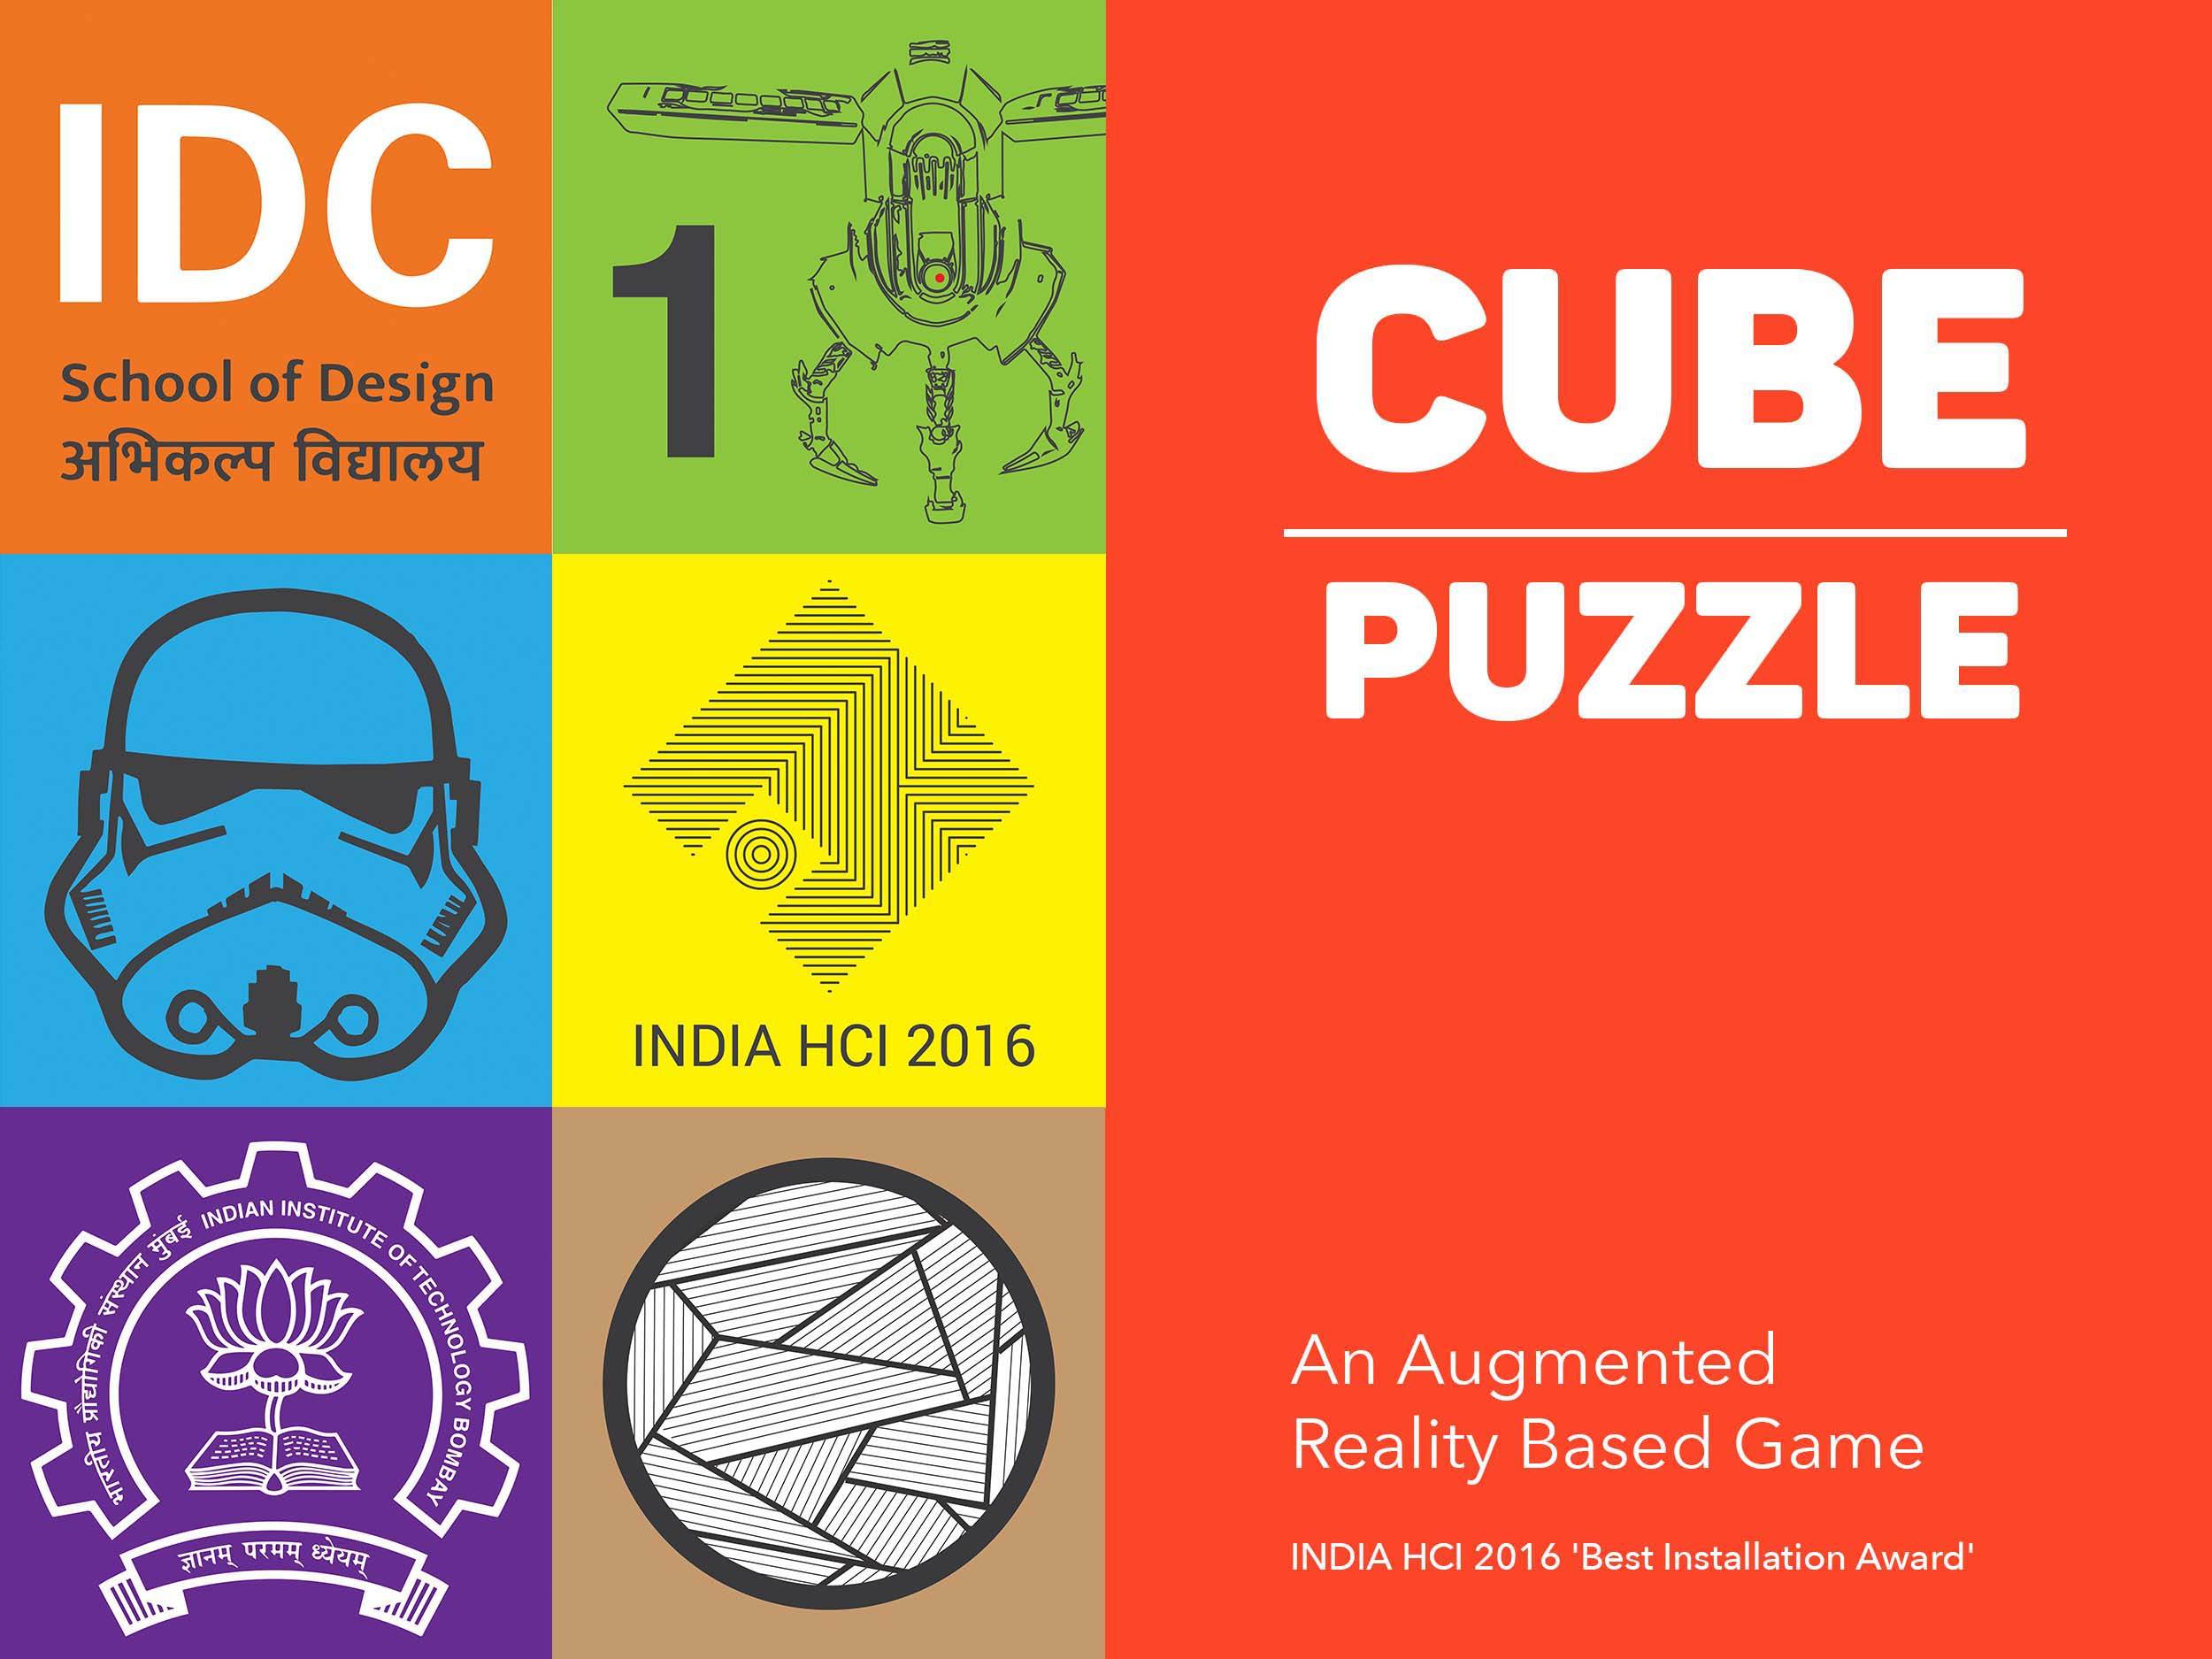 IDC
School of Design
अभिकल्प विद्यालय
1
INDIA HCI 2016
भारतीय प्रौद्योगिकी संस्थान मुंबई INDIAN INSTITUTE OF TECHNOLOGY BOMBAY
ज्ञानम् परमम् ध्येयम्
CUBE
PUZZLE
An Augmented
Reality Based Game
INDIA HCI 2016 'Best Installation Award'